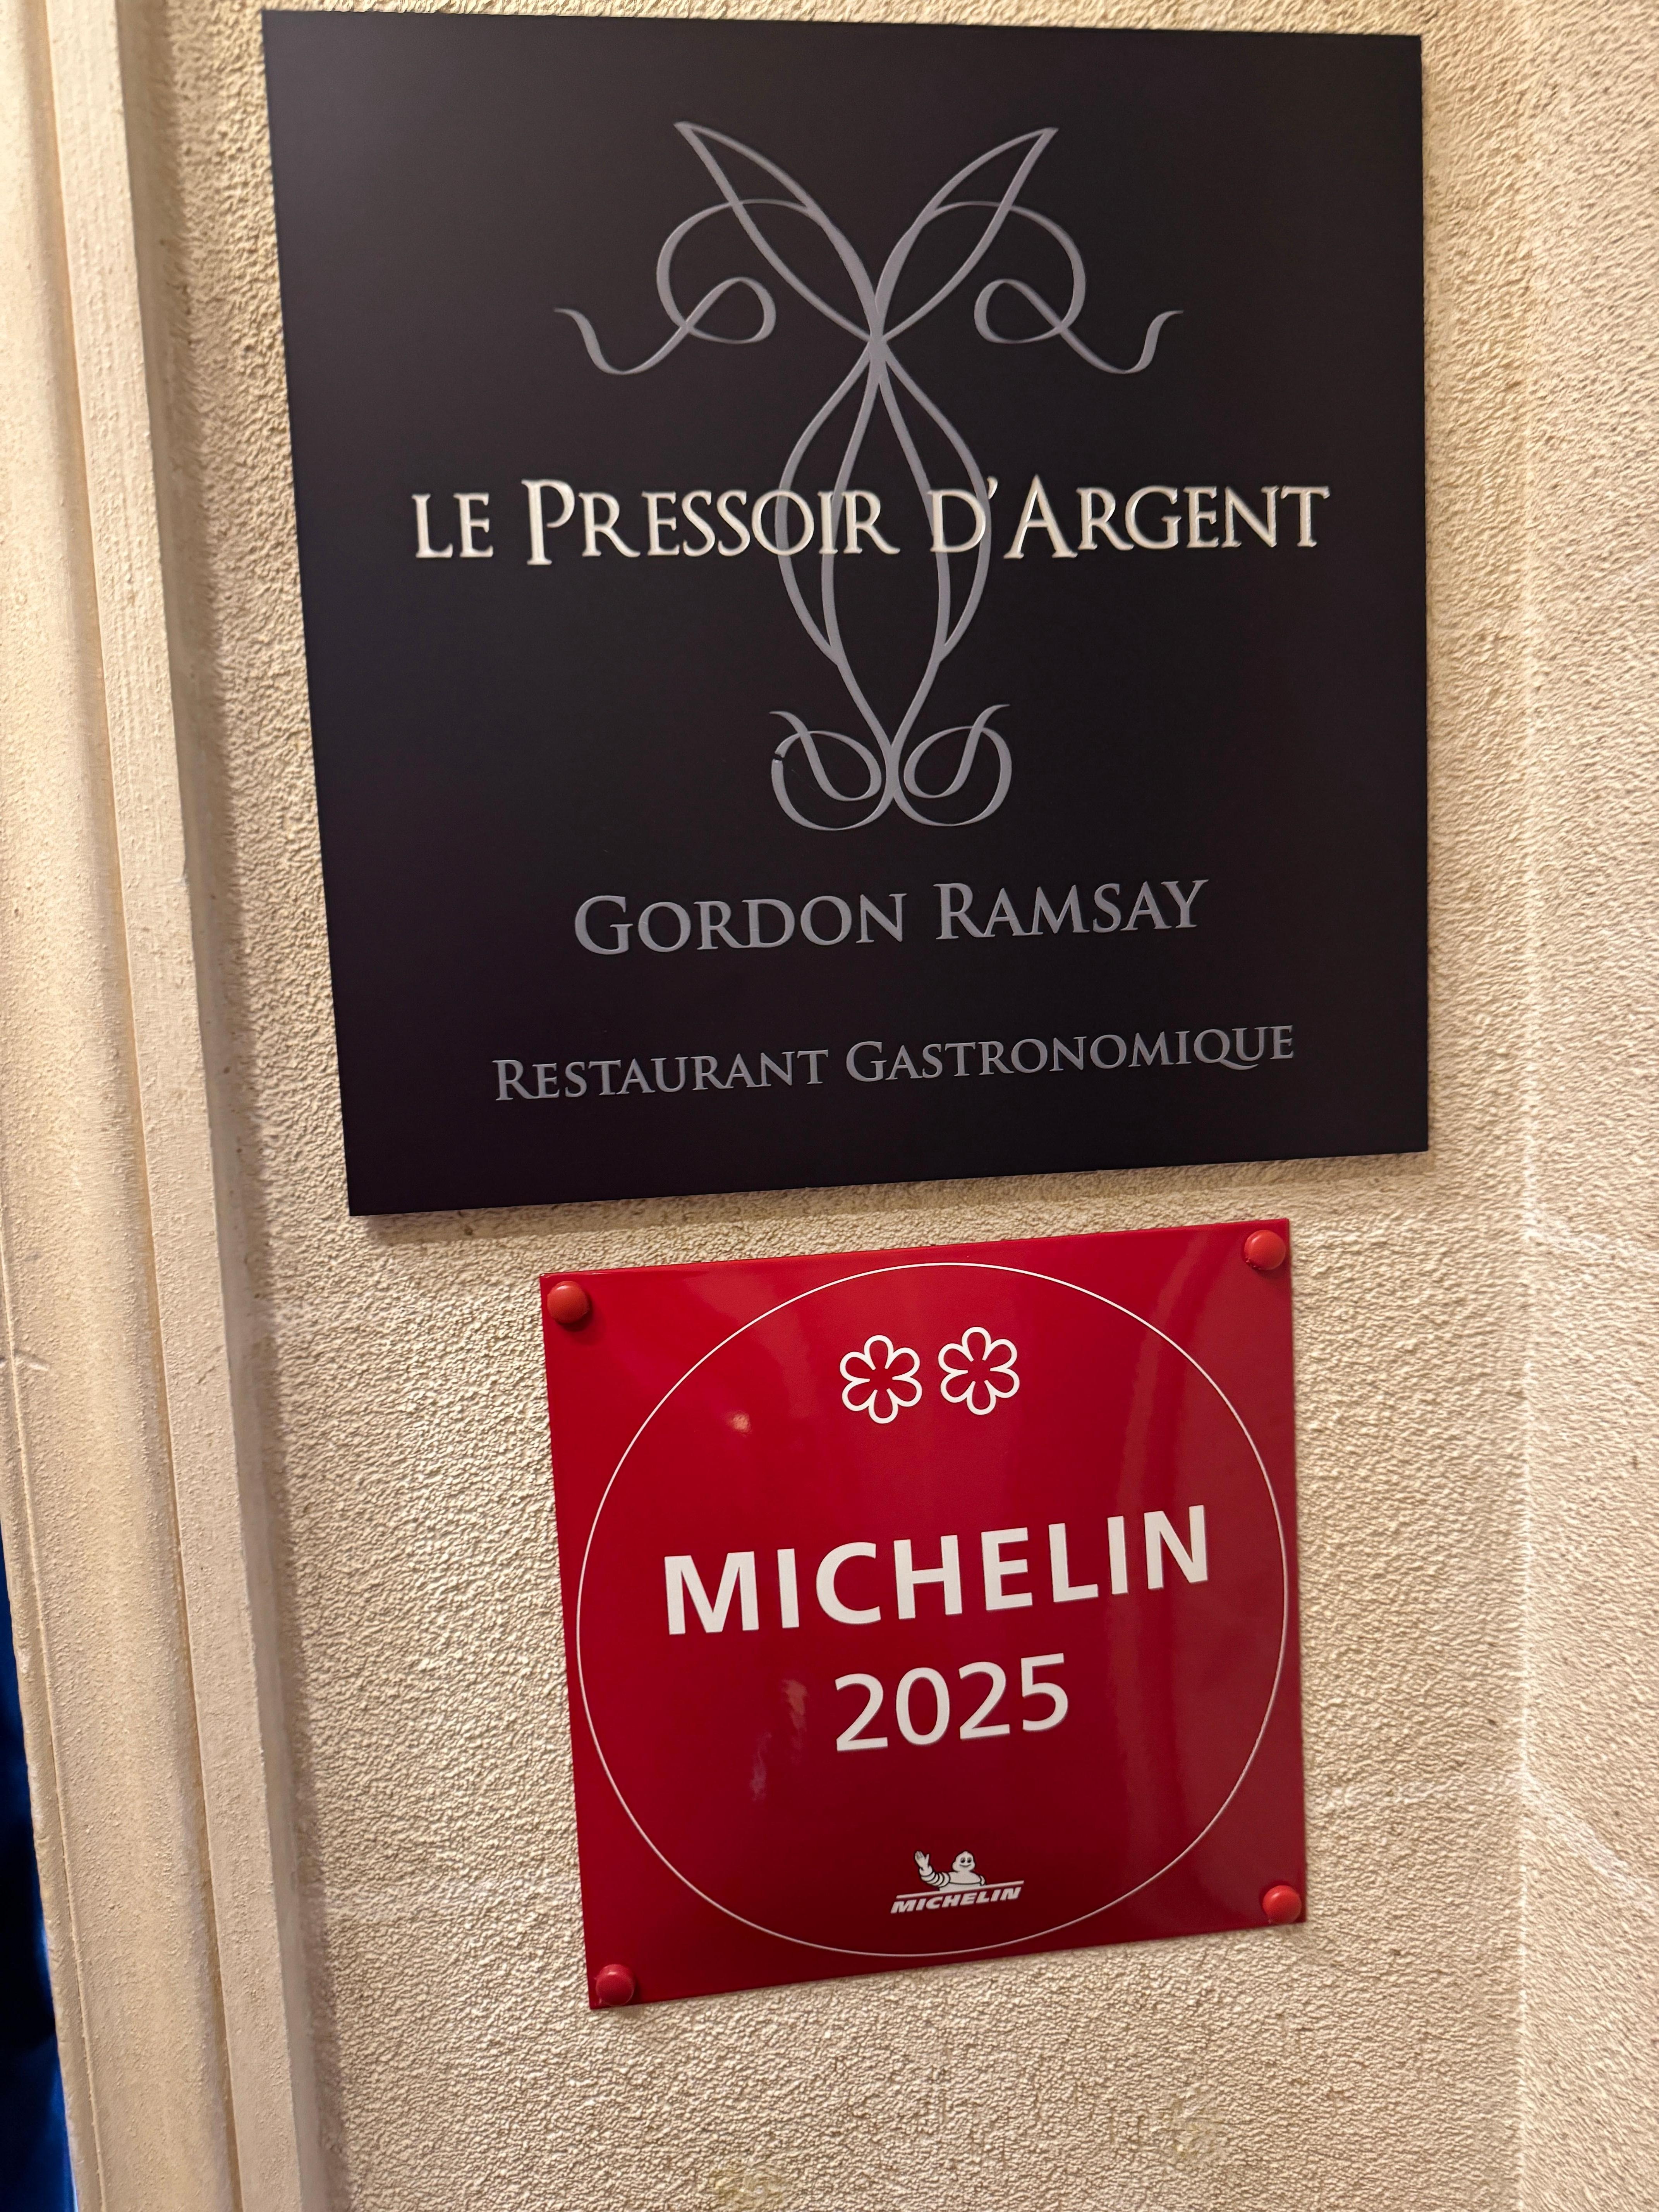 LE PRESSOIR D'ARGENT
GORDON RAMSAY
RESTAURANT GASTRONOMIQUE
MICHELIN
2025
MICHELIN